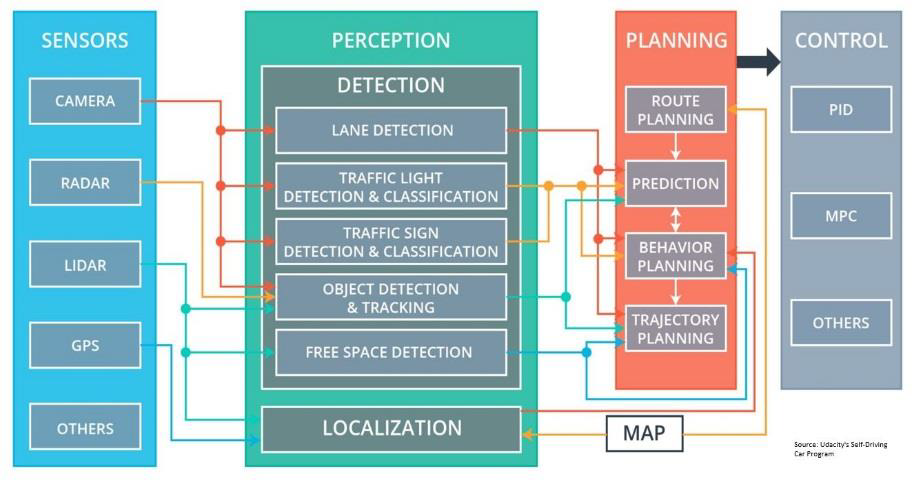 SENSORS
CAMERA
RADAR
LIDAR
GPS
OTHERS
PERCEPTION
DETECTION
LANE DETECTION
TRAFFIC LIGHT
DETECTION & CLASSIFICATION
TRAFFIC SIGN
DETECTION & CLASSIFICATION
OBJECT DETECTION
& TRACKING
FREE SPACE DETECTION
LOCALIZATION
PLANNING
ROUTE
PLANNING
PREDICTION
BEHAVIOR
PLANNING
TRAJECTORY
PLANNING
MAP
CONTROL
PID
MPC
OTHERS
Source: Udacity's Self-Driving
Car Program